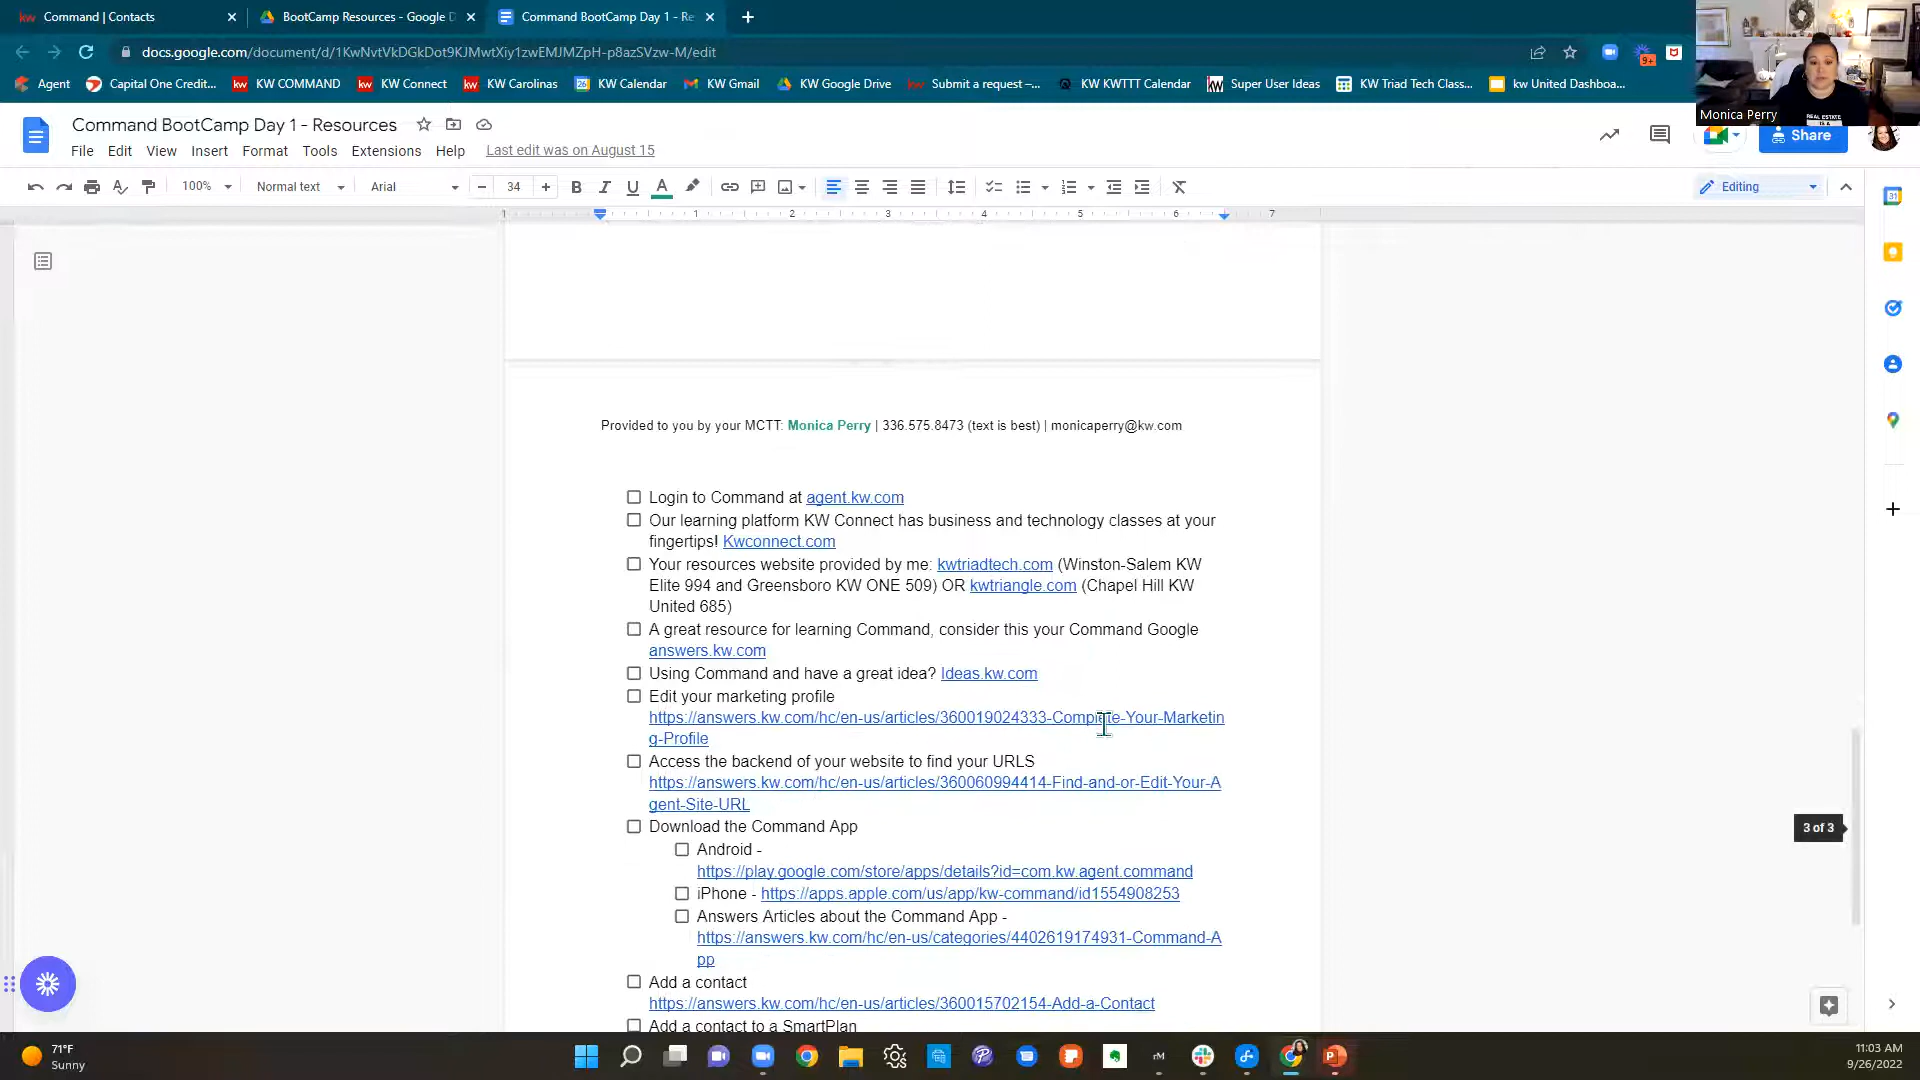 Command | Contacts
BootCamp Resources - Google D
Command BootCamp Day 1 - Re
docs.google.com/document/d/1KwNvtVkDGkDot9KJMwtXiy1zwEMJMZpH-p8azSVzw-M/edit
9+
Agent
Capital One Credit...
KW COMMAND
KW Connect
KW Carolinas
KW Calendar
KW Gmail
KW Google Drive
Submit a request –...
KW KWTTT Calendar
Super User Ideas
KW Triad Tech Class...
kw United Dashboa...
Monica Perry
Command BootCamp Day 1 - Resources
File Edit View Insert Format Tools Extensions Help Last edit was on August 15
Share
100% Normal text Arial 34 Editing
1 1 2 3 4 5 6 7
Provided to you by your MCTT: Monica Perry | 336.575.8473 (text is best) | monicaperry@kw.com
Login to Command at agent.kw.com
Our learning platform KW Connect has business and technology classes at your
fingertips! Kwconnect.com
Your resources website provided by me: kwtriadtech.com (Winston-Salem KW
Elite 994 and Greensboro KW ONE 509) OR kwtriangle.com (Chapel Hill KW
United 685)
A great resource for learning Command, consider this your Command Google
answers.kw.com
Using Command and have a great idea? Ideas.kw.com
Edit your marketing profile
https://answers.kw.com/hc/en-us/articles/360019024333-Complete-Your-Marketin
g-Profile
Access the backend of your website to find your URLS
https://answers.kw.com/hc/en-us/articles/360060994414-Find-and-or-Edit-Your-A
gent-Site-URL
Download the Command App
Android -
https://play.google.com/store/apps/details?id=com.kw.agent.command
iPhone - https://apps.apple.com/us/app/kw-command/id1554908253
Answers Articles about the Command App -
https://answers.kw.com/hc/en-us/categories/4402619174931-Command-A
pp
Add a contact
https://answers.kw.com/hc/en-us/articles/360015702154-Add-a-Contact
Add a contact to a SmartPlan
3 of 3
71°F
Sunny
11:03 AM
9/26/2022